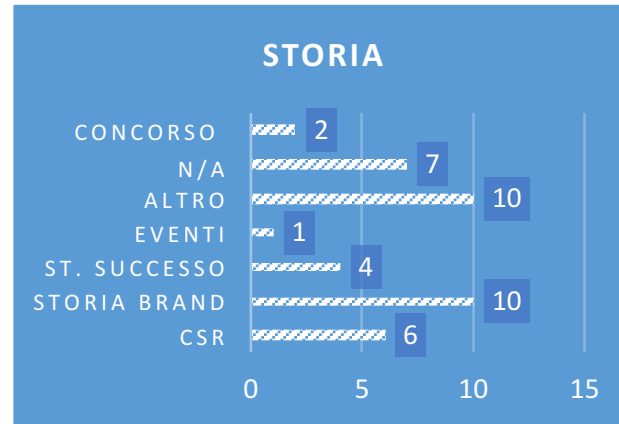 STORIA
CONCORSO 2
N/A 7
ALTRO 10
EVENTI 1
ST. SUCCESSO 4
STORIA BRAND 10
CSR 6
0 5 10 15